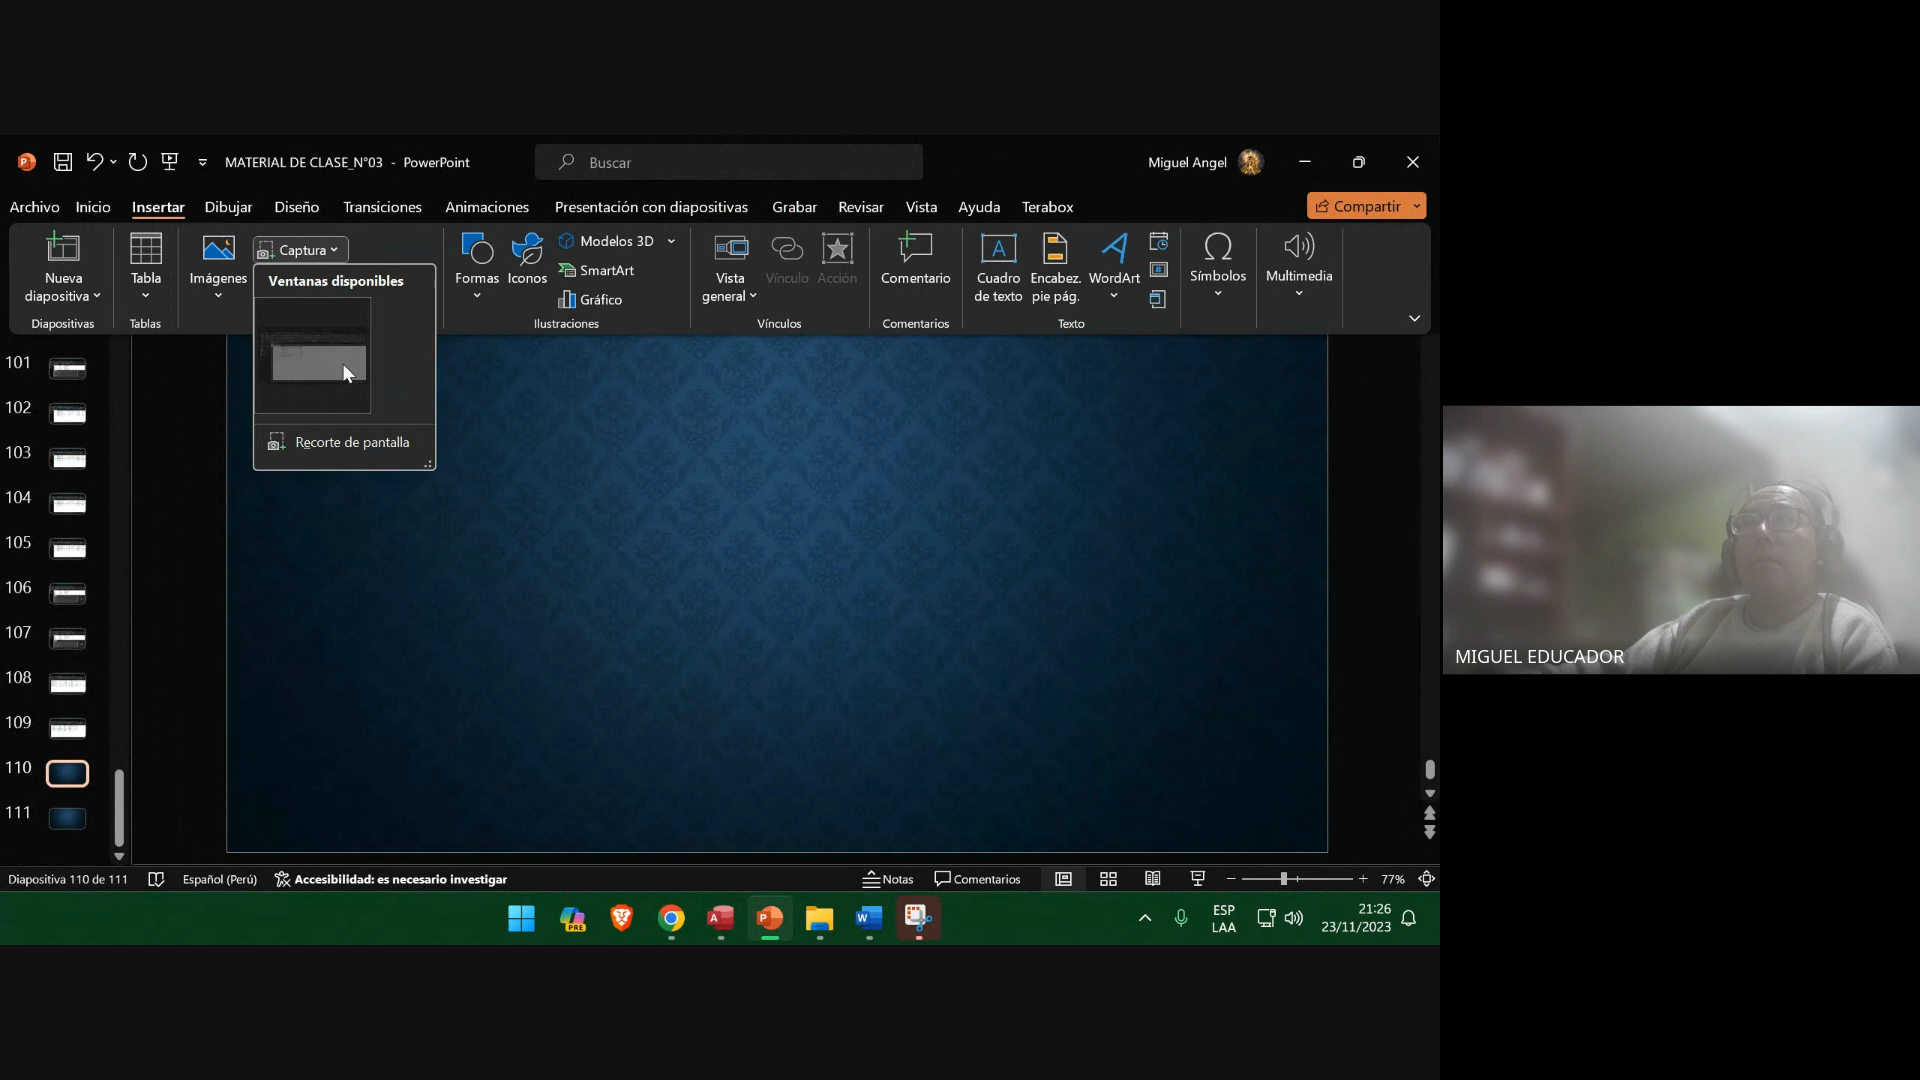 MATERIAL DE CLASE_N°03 - PowerPoint
Buscar
Miguel Angel
Archivo Inicio Insertar Dibujar Diseño Transiciones Animaciones Presentación con diapositivas Grabar Revisar Vista Ayuda Terabox
Compartir
Nueva
diapositiva
Diapositivas
Tabla
Tablas
Imágenes
Captura
Ventanas disponibles
Recorte de pantalla
Formas
Iconos
Modelos 3D
SmartArt
Gráfico
Ilustraciones
Vista
general
Vínculo
Acción
Vínculos
Comentario
Comentarios
Cuadro
de texto
Encabez.
pie pág.
WordArt
Texto
Símbolos
Multimedia
101
102
103
104
105
106
107
108
109
110
111
MIGUEL EDUCADOR
Diapositiva 110 de 111
Español (Perú)
Accesibilidad: es necesario investigar
Notas
Comentarios
77%
PRE
ESP
LAA
21:26
23/11/2023